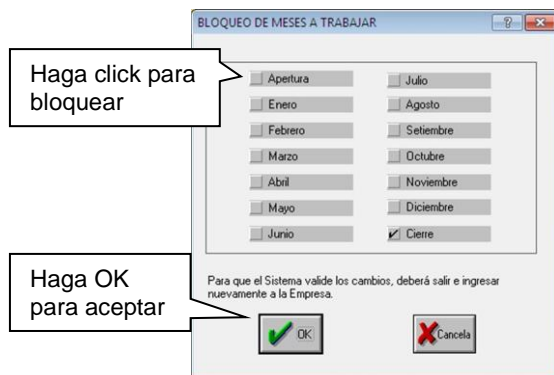 BLOQUEO DE MESES A TRABAJAR
Haga click para
bloquear
Apertura
Enero
Febrero
Marzo
Abril
Mayo
Junio
Julio
Agosto
Setiembre
Octubre
Noviembre
Diciembre
Cierre
Para que el Sistema valide los cambios, deberá salir e ingresar
nuevamente a la Empresa.
Haga OK
para aceptar
OK
Cancela